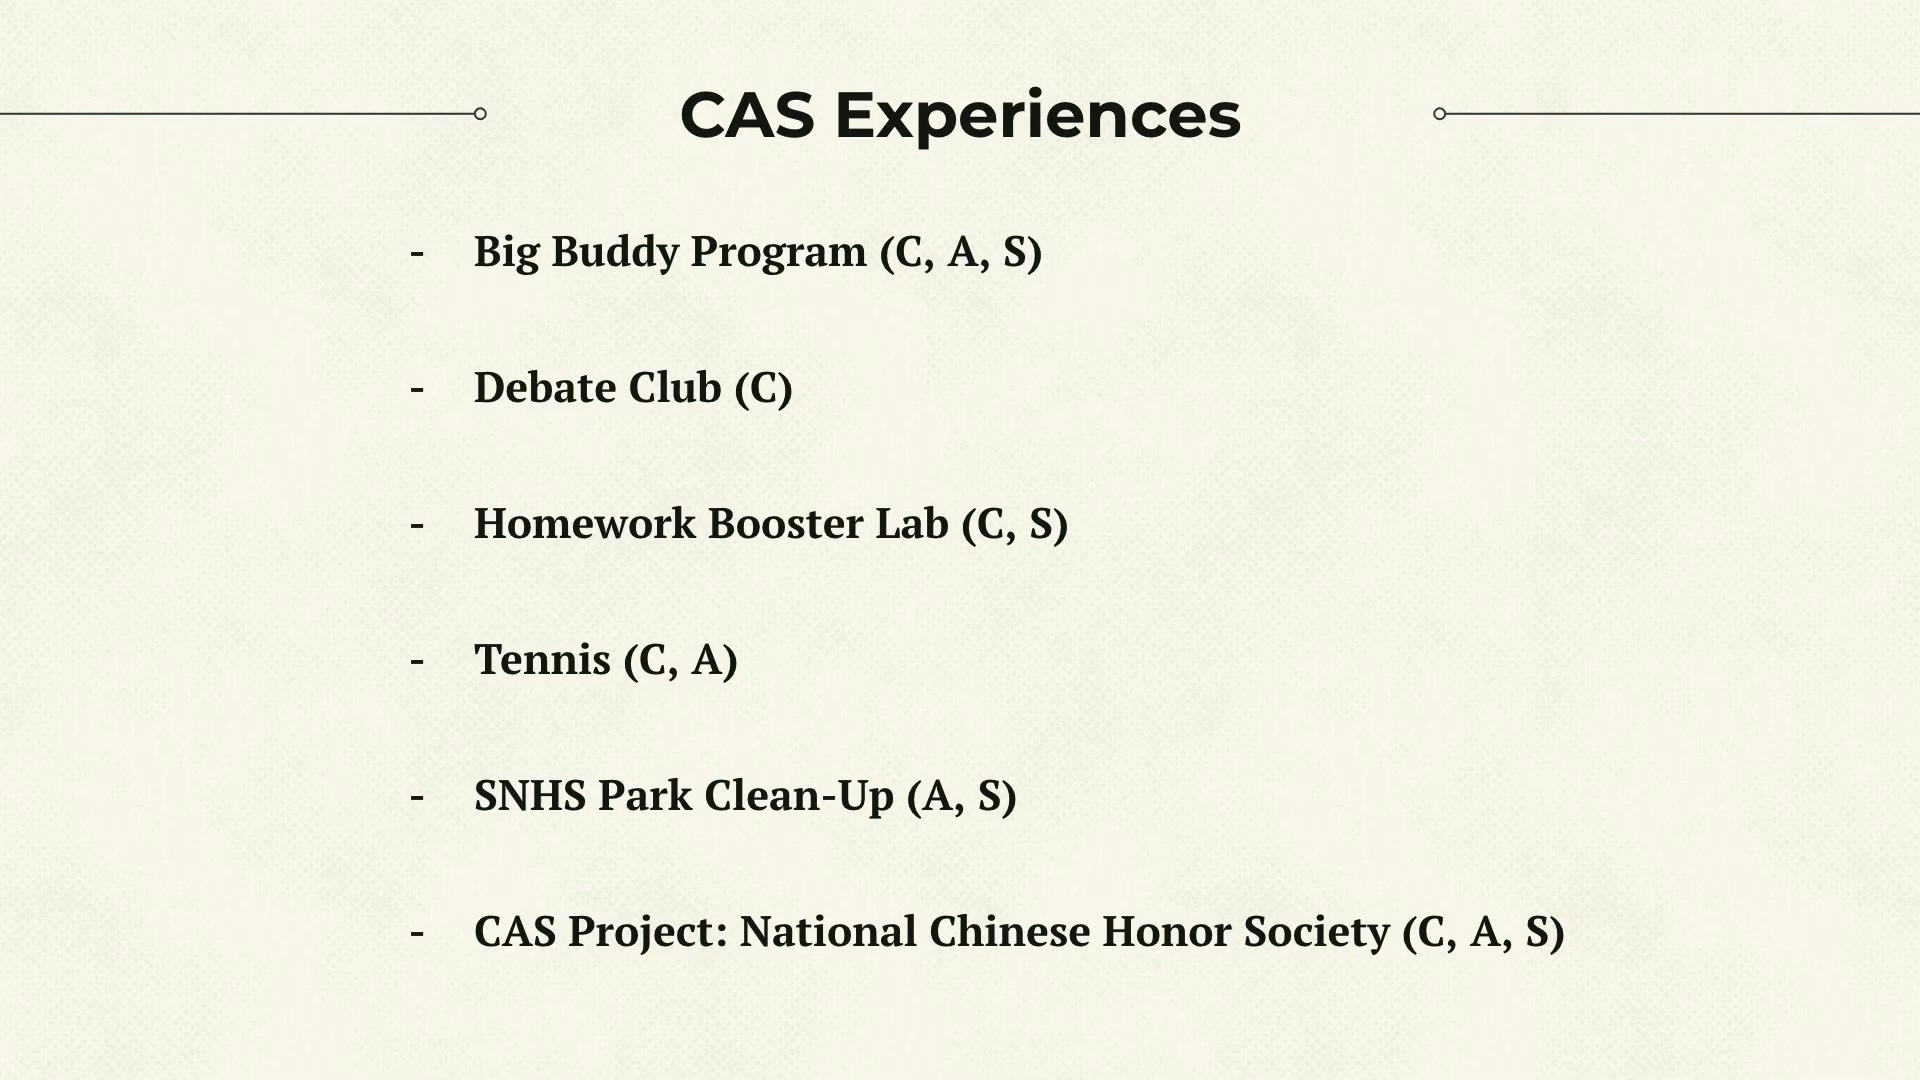 CAS Experiences
- Big Buddy Program (C, A, S)
- Debate Club (C)
- Homework Booster Lab (C, S)
- Tennis (C, A)
- SNHS Park Clean-Up (A, S)
- CAS Project: National Chinese Honor Society (C, A, S)